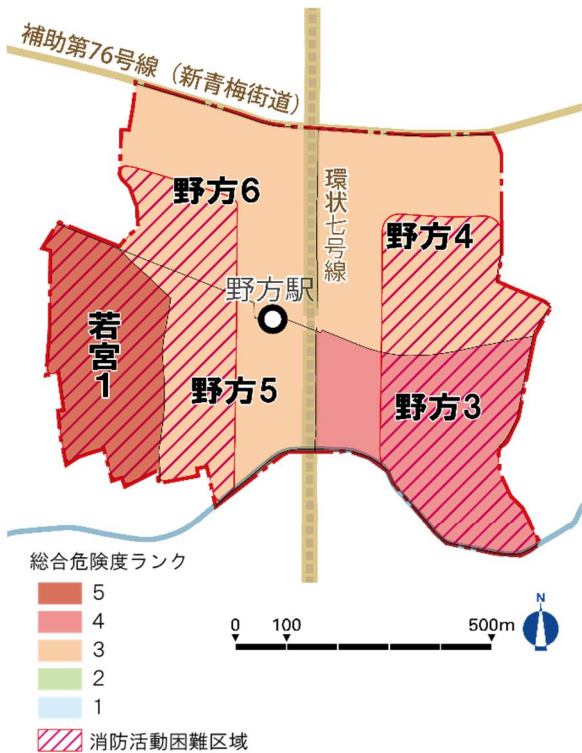 補助第76号線（新青梅街道）
環状七号線
野方6
野方4
野方駅
若宮1
野方5
野方3
総合危険度ランク
5
4
3
2
1
消防活動困難区域
0 100 500m
N